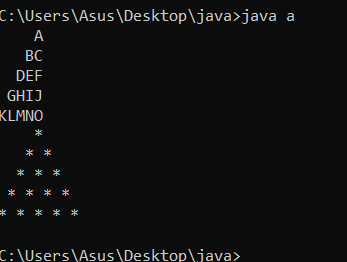 C:\Users\Asus\Desktop\java>java a
    A
   BC
  DEF
 GHIJ
KLMNO
    *
   * *
  * * *
 * * * *
* * * * *
C:\Users\Asus\Desktop\java>